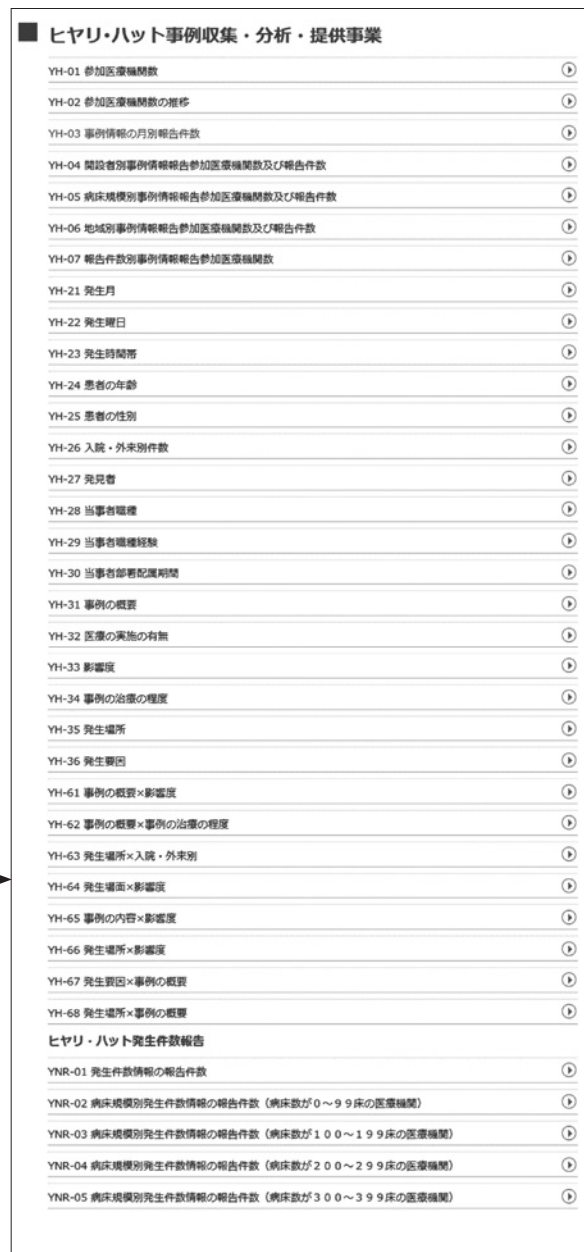 ■ ヒヤリ・ハット事例収集・分析・提供事業
YH-01 参加医療機関数
YH-02 参加医療機関数の推移
YH-03 事例情報の月別報告件数
YH-04 開設者別事例情報報告参加医療機関数及び報告件数
YH-05 病床規模別事例情報報告参加医療機関数及び報告件数
YH-06 地域別事例情報報告参加医療機関数及び報告件数
YH-07 報告件数別事例情報報告参加医療機関数
YH-21 発生月
YH-22 発生曜日
YH-23 発生時間帯
YH-24 患者の年齢
YH-25 患者の性別
YH-26 入院・外来別件数
YH-27 発見者
YH-28 当事者職種
YH-29 当事者職種経験
YH-30 当事者部署配属期間
YH-31 事例の概要
YH-32 医療の実施の有無
YH-33 影響度
YH-34 事例の治療の程度
YH-35 発生場所
YH-36 発生要因
YH-61 事例の概要×影響度
YH-62 事例の概要×事例の治療の程度
YH-63 発生場所×入院・外来別
YH-64 発生場面×影響度
YH-65 事例の内容×影響度
YH-66 発生場所×影響度
YH-67 発生要因×事例の概要
YH-68 発生場所×事例の概要
ヒヤリ・ハット発生件数報告
YNR-01 発生件数情報の報告件数
YNR-02 病床規模別発生件数情報の報告件数（病床数が０～９９床の医療機関）
YNR-03 病床規模別発生件数情報の報告件数（病床数が１００～１９９床の医療機関）
YNR-04 病床規模別発生件数情報の報告件数（病床数が２００～２９９床の医療機関）
YNR-05 病床規模別発生件数情報の報告件数（病床数が３００～３９９床の医療機関）